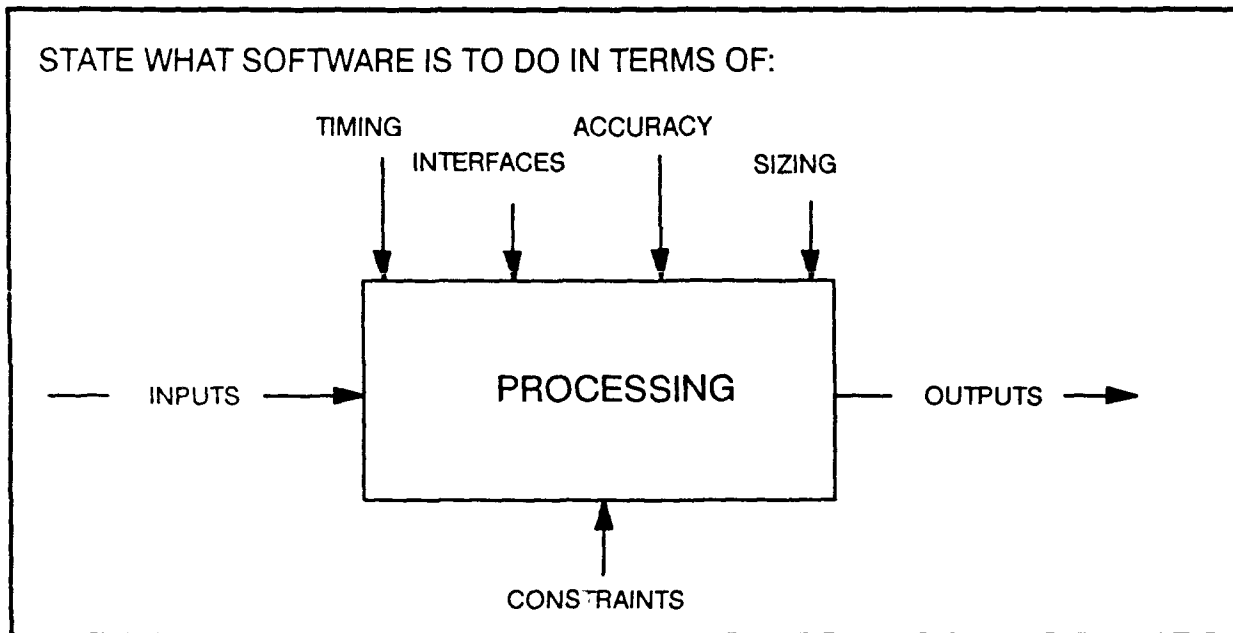 STATE WHAT SOFTWARE IS TO DO IN TERMS OF:
TIMING
ACCURACY
INTERFACES
SIZING
INPUTS
PROCESSING
OUTPUTS
CONSTRAINTS